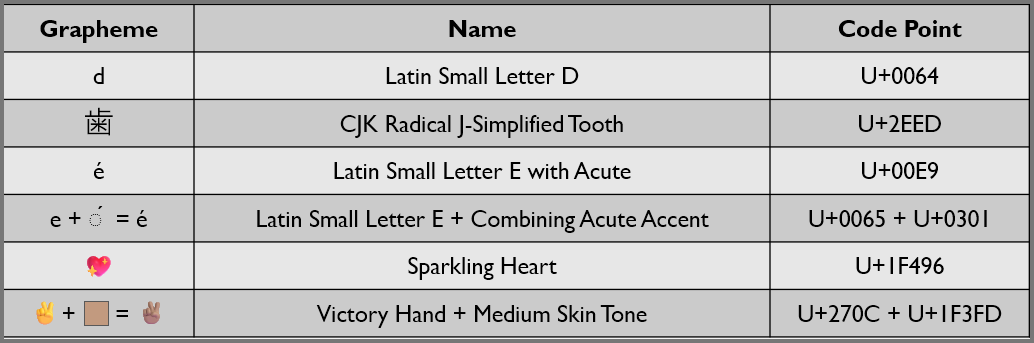 Grapheme Name Code Point
d Latin Small Letter D U+0064
⻭ CJK Radical J-Simplified Tooth U+2EED
é Latin Small Letter E with Acute U+00E9
e + ◌́ = é Latin Small Letter E + Combining Acute Accent U+0065 + U+0301
💖 Sparkling Heart U+1F496
✌ + 🏽 = ✌🏽 Victory Hand + Medium Skin Tone U+270C + U+1F3FD